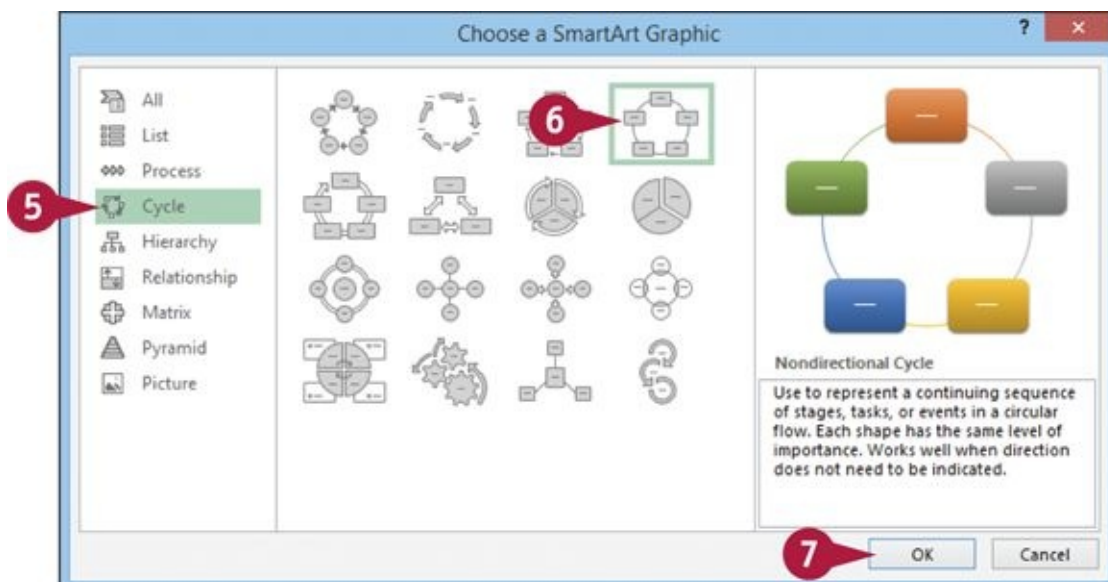 Choose a SmartArt Graphic
?
All
List
Process
5
Cycle
Hierarchy
Relationship
Matrix
Pyramid
Picture
6
Nondirectional Cycle
Use to represent a continuing sequence
of stages, tasks, or events in a circular
flow. Each shape has the same level of
importance. Works well when direction
does not need to be indicated.
7
OK
Cancel